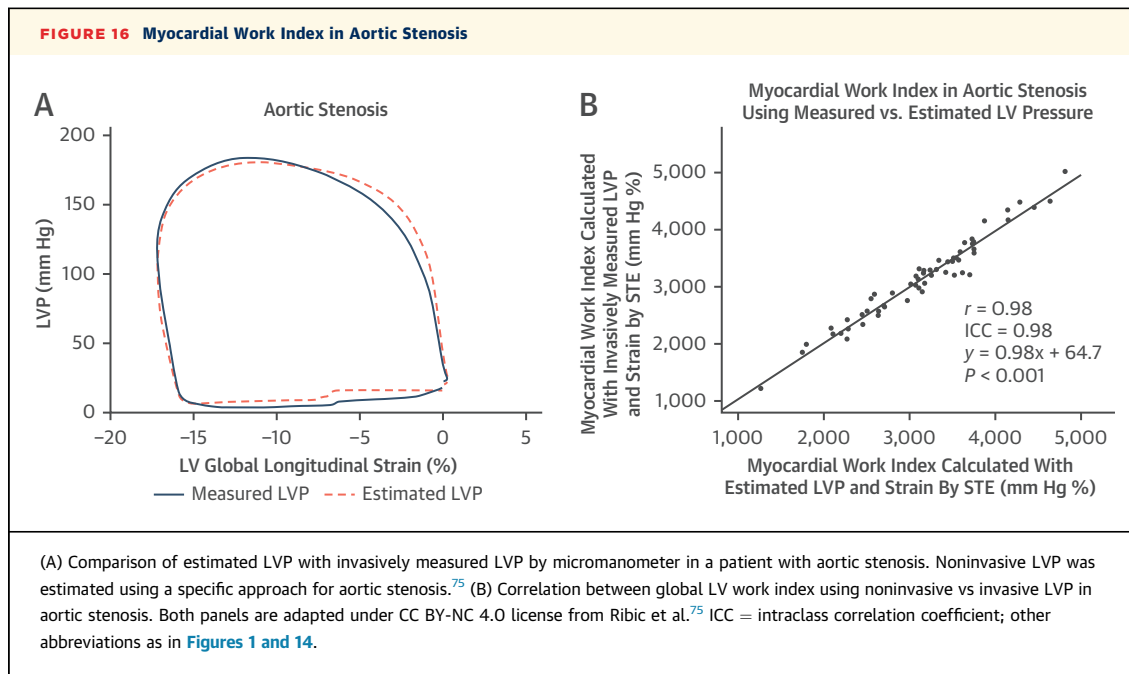 FIGURE 16 Myocardial Work Index in Aortic Stenosis
A
Aortic Stenosis
LVP (mm Hg)
200
150
100
50
0
−20
−15
−10
−5
0
5
LV Global Longitudinal Strain (%)
Measured LVP
Estimated LVP
B
Myocardial Work Index in Aortic Stenosis
Using Measured vs. Estimated LV Pressure
Myocardial Work Index Calculated
With Invasively Measured LVP
and Strain by STE (mm Hg %)
5,000
4,000
3,000
2,000
1,000
r = 0.98
ICC = 0.98
y = 0.98x + 64.7
P < 0.001
1,000
2,000
3,000
4,000
5,000
Myocardial Work Index Calculated With
Estimated LVP and Strain By STE (mm Hg %)
(A) Comparison of estimated LVP with invasively measured LVP by micromanometer in a patient with aortic stenosis. Noninvasive LVP was
estimated using a specific approach for aortic stenosis.75 (B) Correlation between global LV work index using noninvasive vs invasive LVP in
aortic stenosis. Both panels are adapted under CC BY-NC 4.0 license from Ribic et al.75 ICC = intraclass correlation coefficient; other
abbreviations as in Figures 1 and 14.